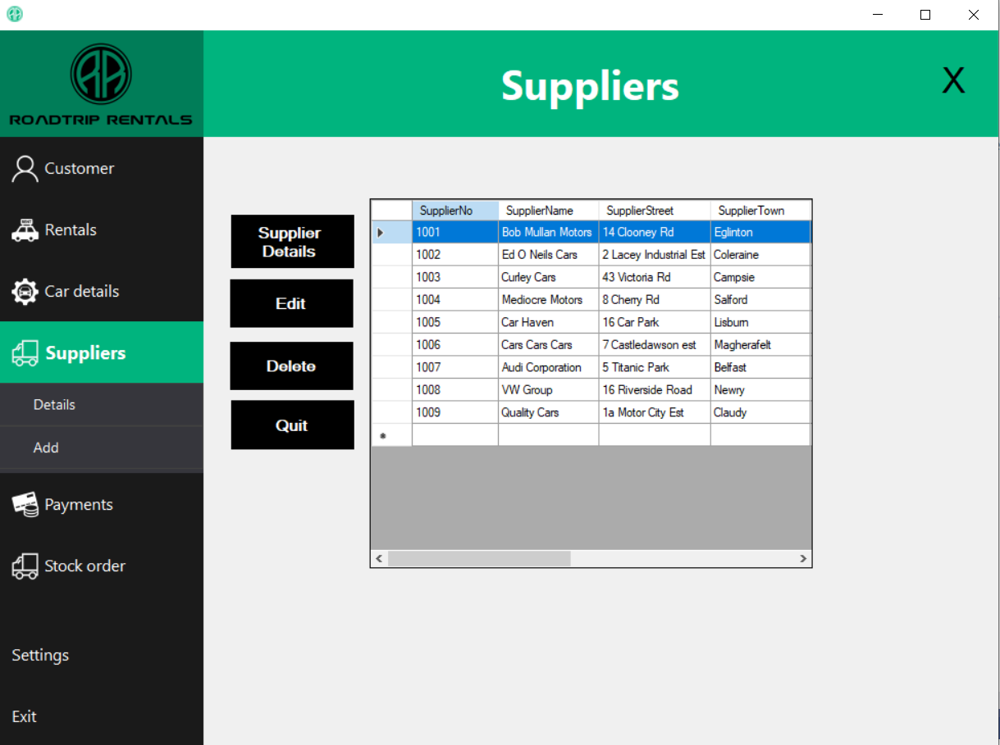 ROADTRIP RENTALS
Suppliers
X
Customer
Rentals
Car details
Suppliers
Details
Add
Payments
Stock order
Settings
Exit
Supplier
Details
Edit
Delete
Quit
SupplierNo SupplierName SupplierStreet SupplierTown
1001 Bob Mullan Motors 14 Clooney Rd Eglinton
1002 Ed O Neils Cars 2 Lacey Industrial Est Coleraine
1003 Curley Cars 43 Victoria Rd Campsie
1004 Mediocre Motors 8 Cherry Rd Salford
1005 Car Haven 16 Car Park Lisburn
1006 Cars Cars Cars 7 Castledawson est Magherafelt
1007 Audi Corporation 5 Titanic Park Belfast
1008 VW Group 16 Riverside Road Newry
1009 Quality Cars 1a Motor City Est Claudy